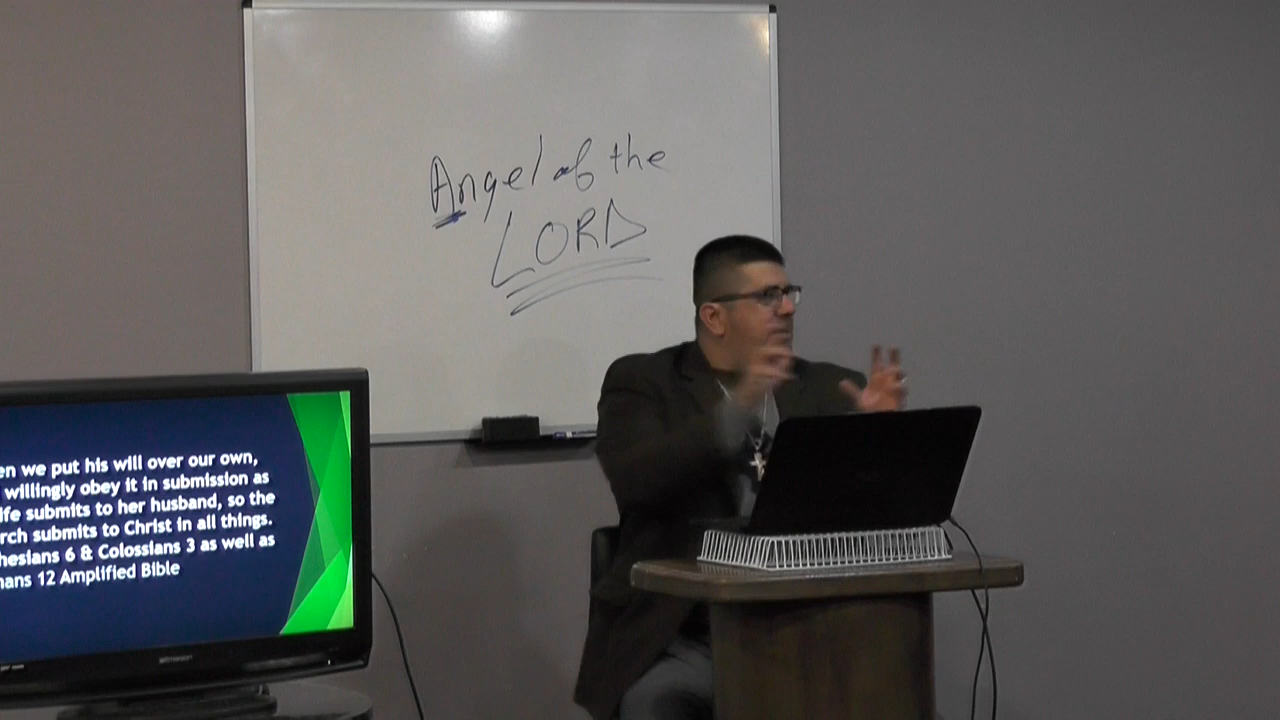 Angel of the
LORD
en we put his will over our own,
willingly obey it in submission as
ife submits to her husband, so the
rch submits to Christ in all things.
hesians 6 & Colossians 3 as well as
mans 12 Amplified Bible